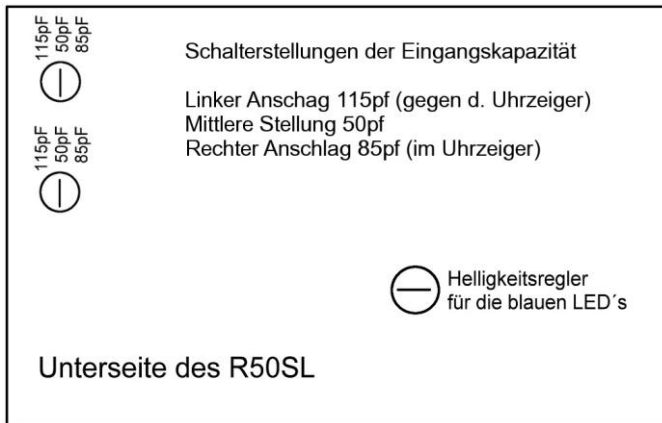 115pF
50pF
85pF
Schalterstellungen der Eingangskapazität
Linker Anschag 115pf (gegen d. Uhrzeiger)
Mittlere Stellung 50pf
Rechter Anschlag 85pf (im Uhrzeiger)
115pF
50pF
85pF
Helligkeitsregler
für die blauen LED´s
Unterseite des R50SL